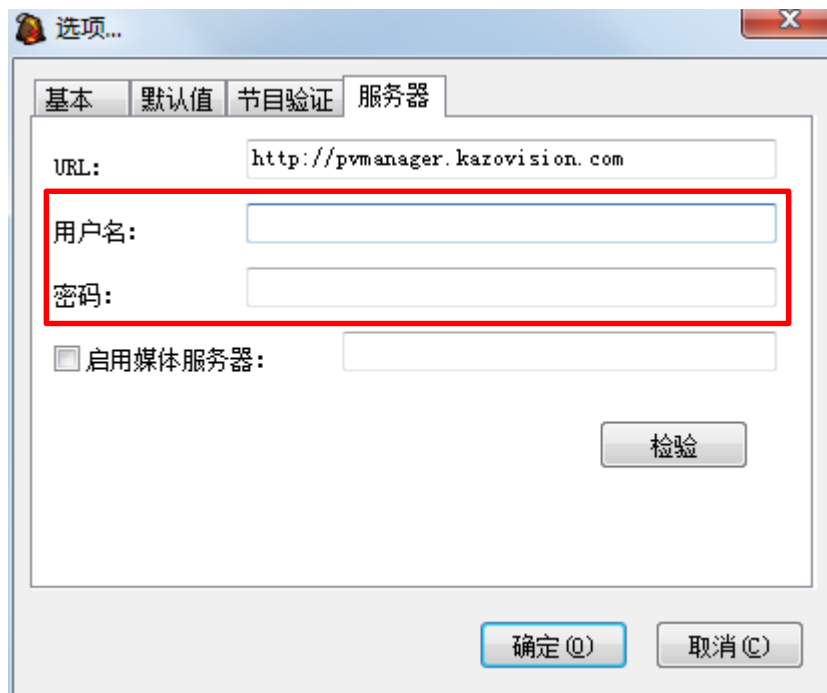 选项...
基本 默认值 节目验证 服务器
URL: http://pvmanager.kazovision.com
用户名:
密码:
启用媒体服务器:
检验
确定(O) 取消(C)